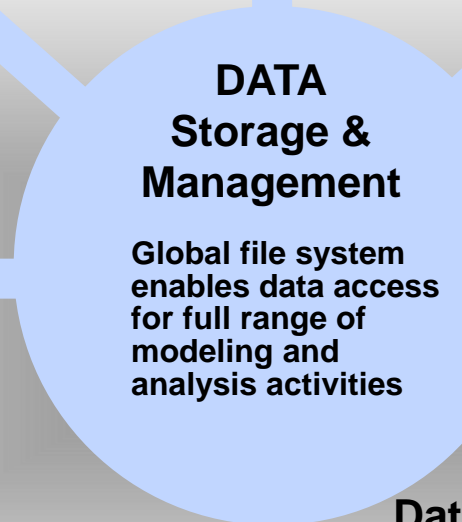 DATA
Storage &
Management
Global file system
enables data access
for full range of
modeling and
analysis activities